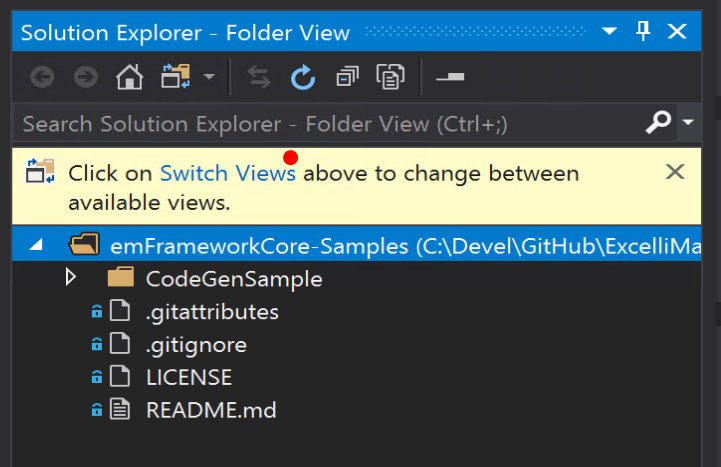 Solution Explorer - Folder View
Search Solution Explorer - Folder View (Ctrl+;)
Click on Switch Views above to change between
available views.
emFrameworkCore-Samples (C:\Devel\GitHub\ExcelliMa
CodeGenSample
.gitattributes
.gitignore
LICENSE
README.md